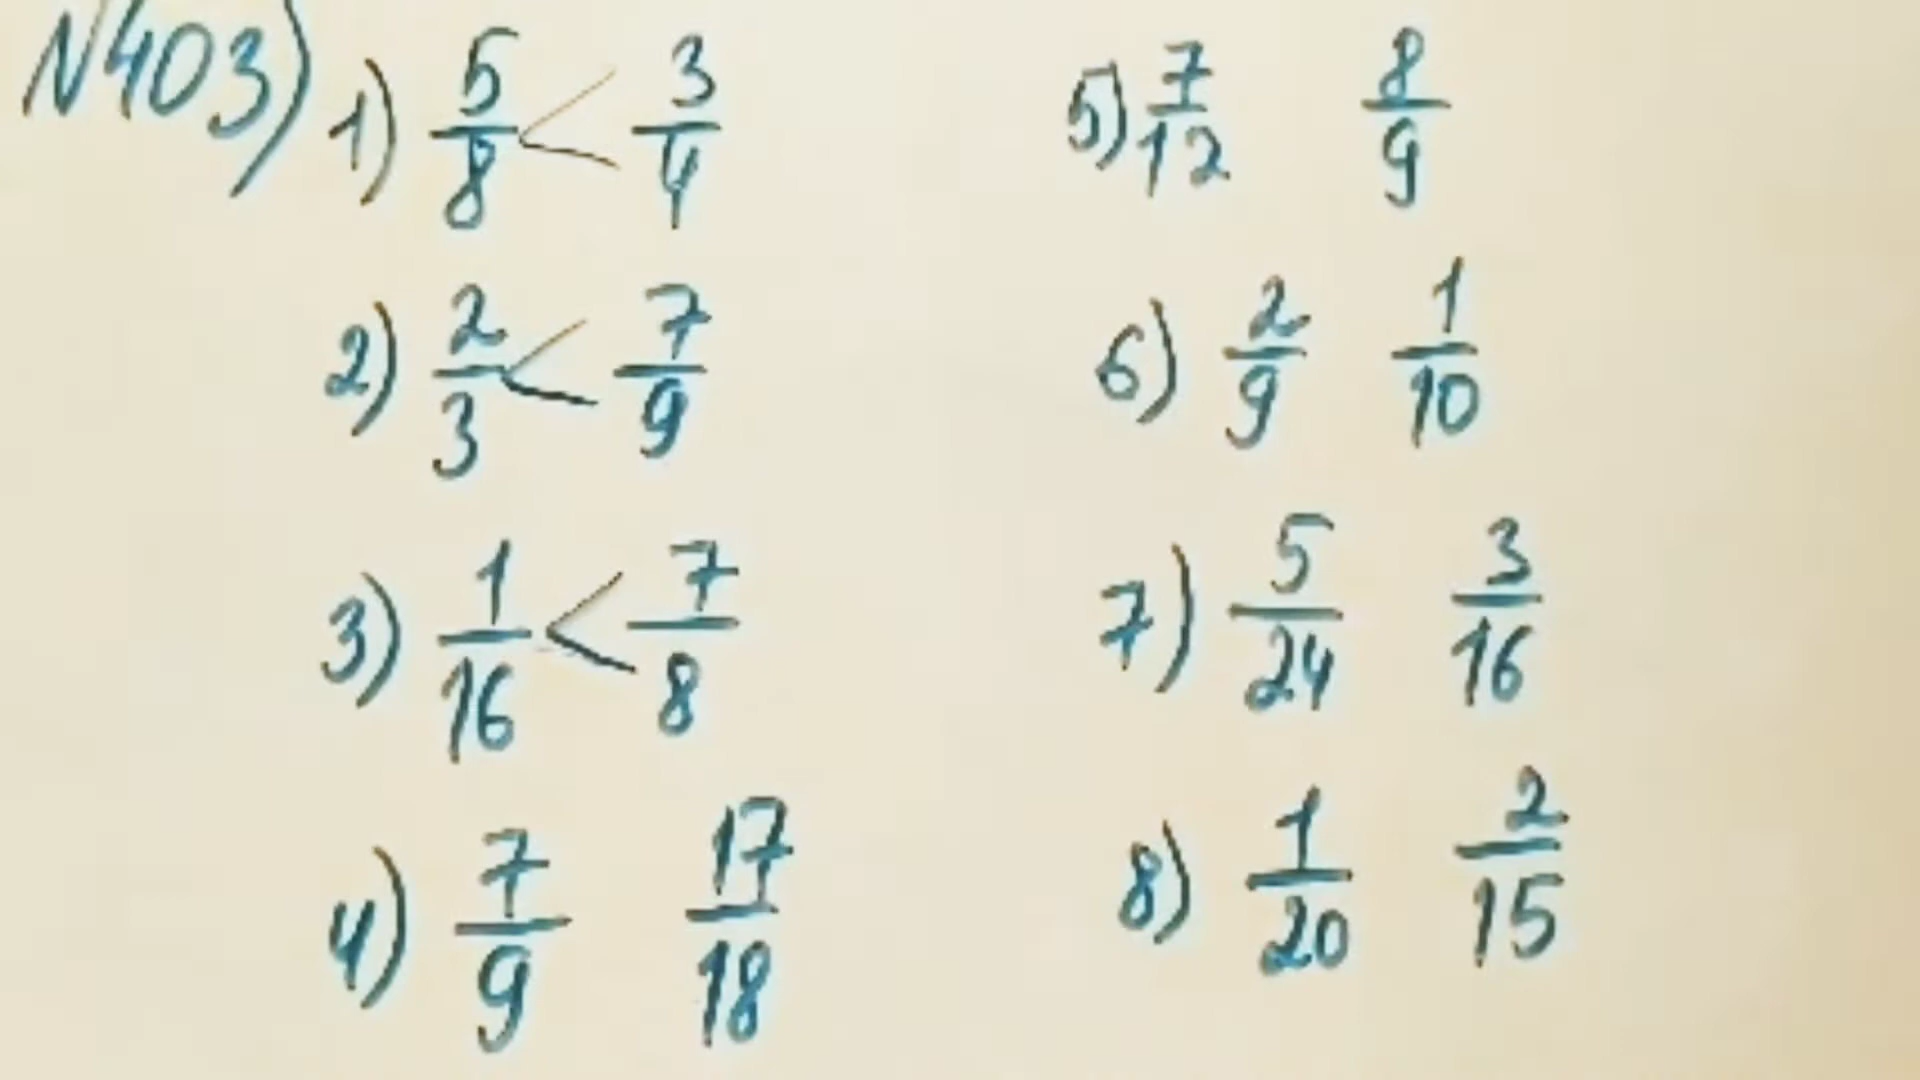 N403) 1) 5/8 < 3/4
2) 2/3 < 7/9
3) 1/16 < 7/8
4) 7/9 17/18
5) 7/12 8/9
6) 2/9 1/10
7) 5/24 3/16
8) 1/20 2/15